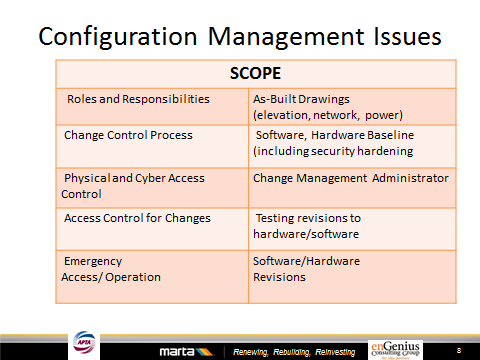 Configuration Management Issues
SCOPE
Roles and Responsibilities
As-Built Drawings
(elevation, network, power)
Change Control Process
Software, Hardware Baseline
(including security hardening
Physical and Cyber Access
Control
Change Management Administrator
Access Control for Changes
Testing revisions to
hardware/software
Emergency
Access/ Operation
Software/Hardware
Revisions
APTA
marta
Renewing, Rebuilding, Reinvesting
enGenius
Consulting Group
8